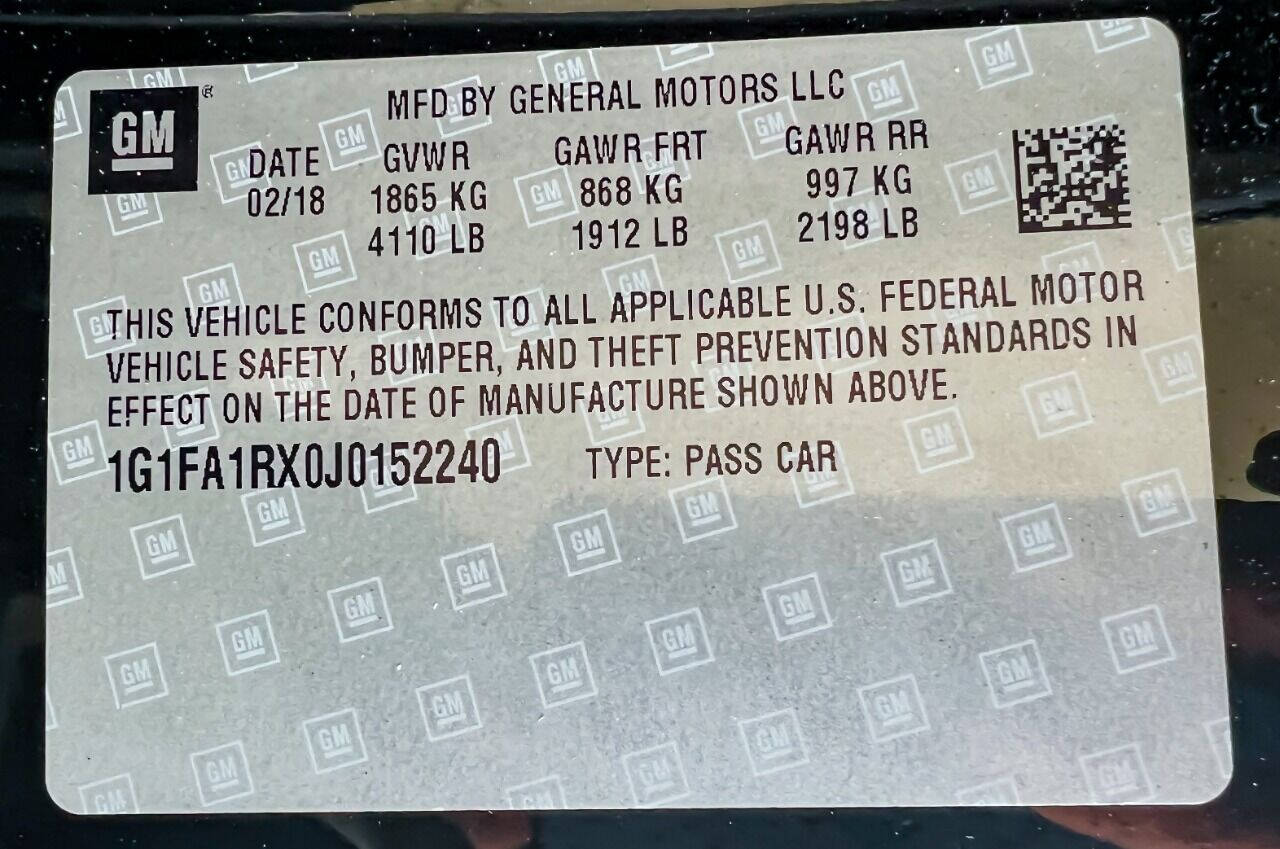 GM
MFD BY GENERAL MOTORS LLC
DATE GVWR GAWR FRT GAWR RR
02/18 1865 KG 868 KG 997 KG
4110 LB 1912 LB 2198 LB
THIS VEHICLE CONFORMS TO ALL APPLICABLE U.S. FEDERAL MOTOR
VEHICLE SAFETY, BUMPER, AND THEFT PREVENTION STANDARDS IN
EFFECT ON THE DATE OF MANUFACTURE SHOWN ABOVE.
1G1FA1RX0J0152240 TYPE: PASS CAR